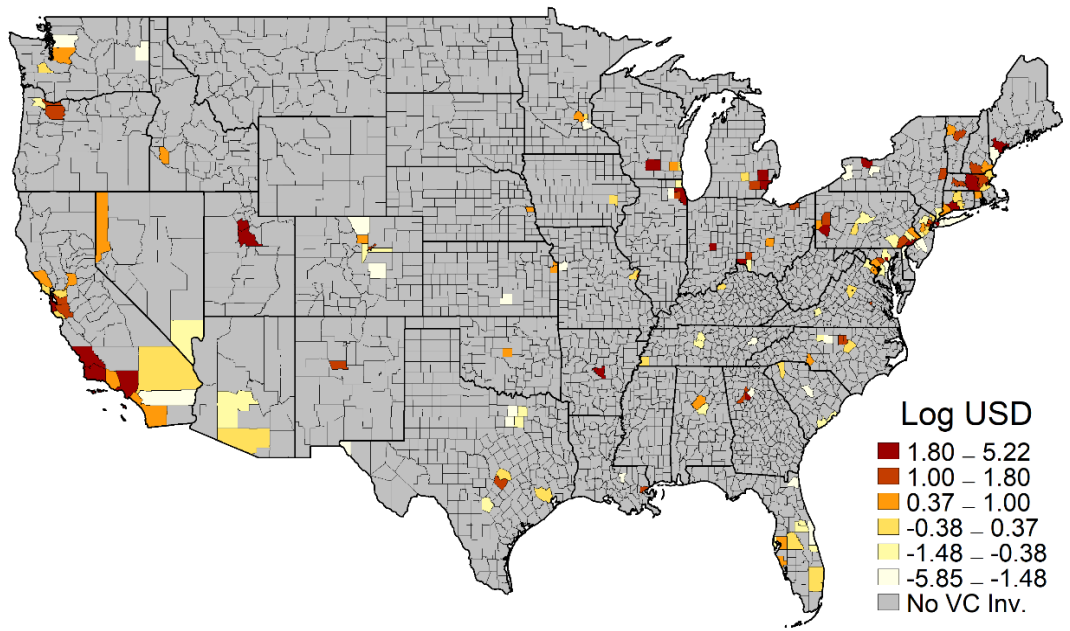 Log USD
1.80 – 5.22
1.00 – 1.80
0.37 – 1.00
-0.38 – 0.37
-1.48 – -0.38
-5.85 – -1.48
No VC Inv.